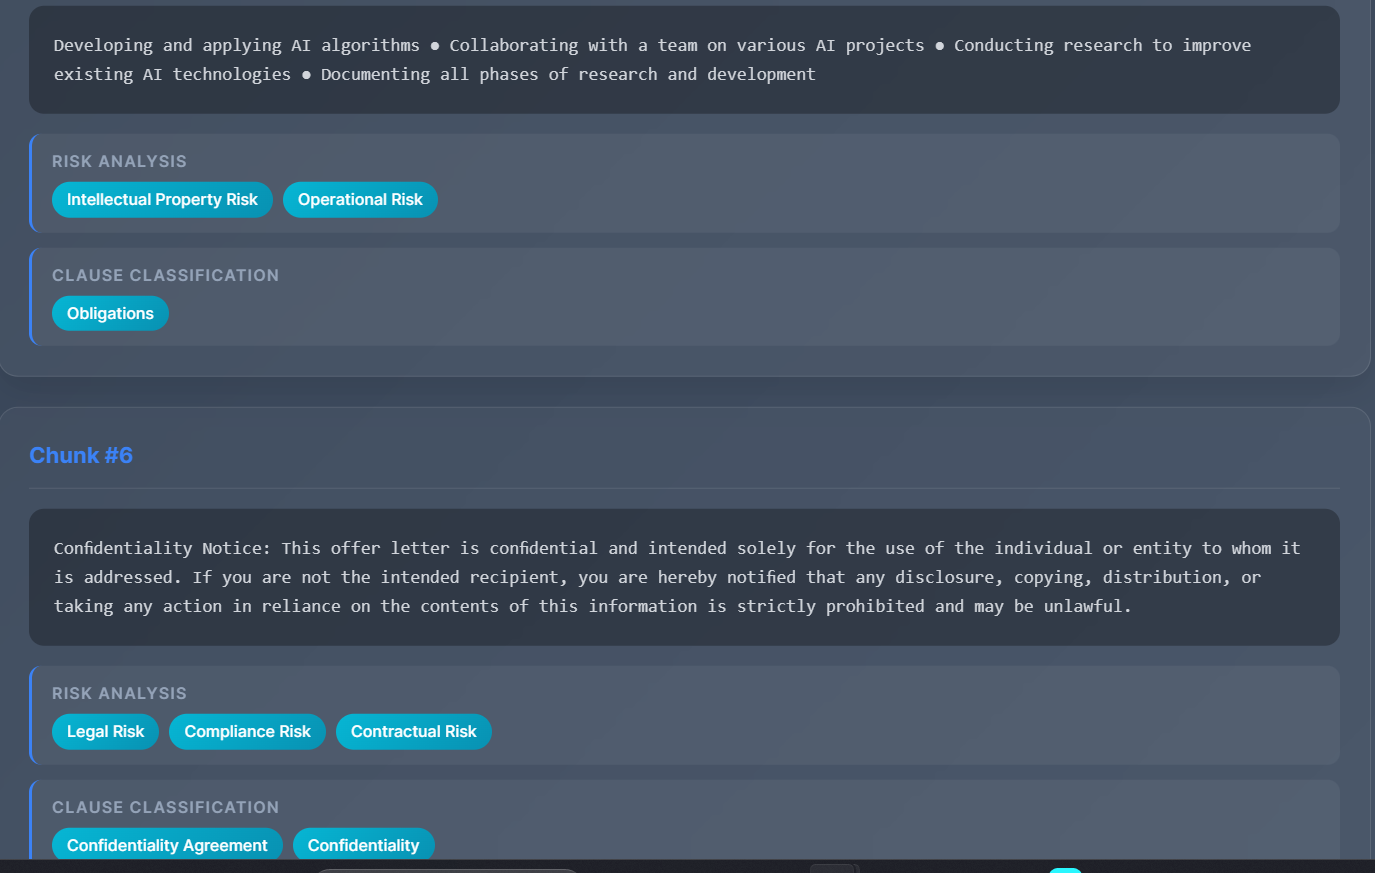 Developing and applying AI algorithms ● Collaborating with a team on various AI projects ● Conducting research to improve
existing AI technologies ● Documenting all phases of research and development
RISK ANALYSIS
Intellectual Property Risk
Operational Risk
CLAUSE CLASSIFICATION
Obligations
Chunk #6
Confidentiality Notice: This offer letter is confidential and intended solely for the use of the individual or entity to whom it
is addressed. If you are not the intended recipient, you are hereby notified that any disclosure, copying, distribution, or
taking any action in reliance on the contents of this information is strictly prohibited and may be unlawful.
RISK ANALYSIS
Legal Risk
Compliance Risk
Contractual Risk
CLAUSE CLASSIFICATION
Confidentiality Agreement
Confidentiality